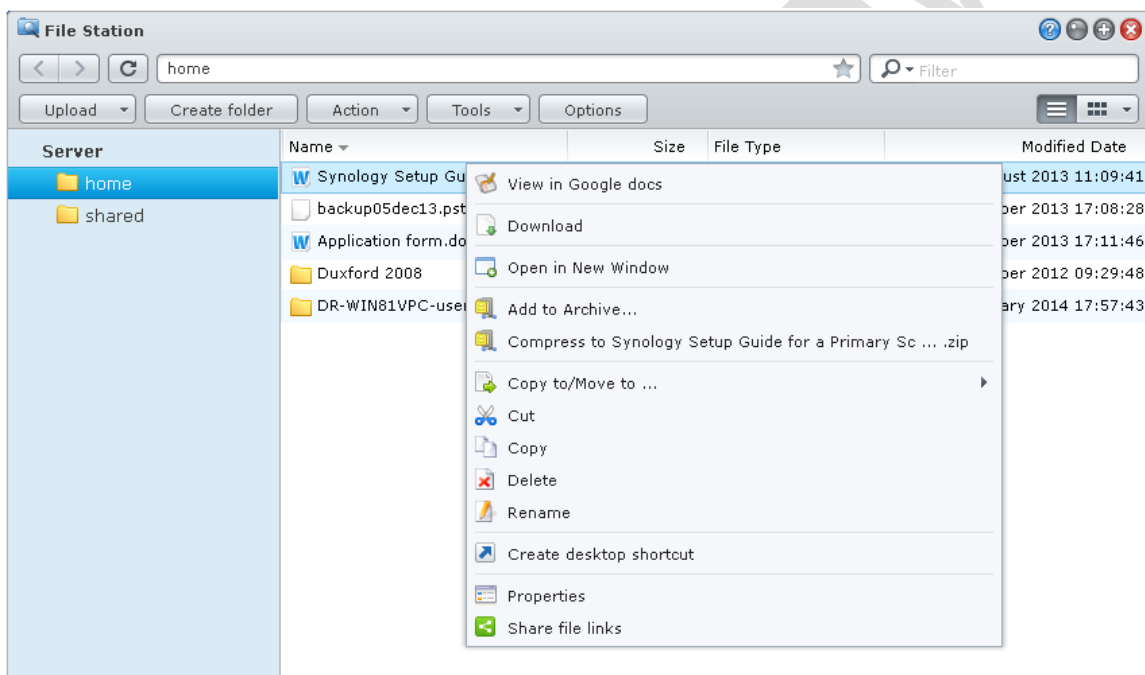 File Station
home
Filter
Upload Create folder Action Tools Options
Server
home
shared
Name Size File Type Modified Date
Synology Setup Gu ust 2013 11:09:41
backup05dec13.pst ber 2013 17:08:28
Application form.do ber 2013 17:11:46
Duxford 2008 ber 2012 09:29:48
DR-WIN81VPC-user ary 2014 17:57:43
View in Google docs
Download
Open in New Window
Add to Archive...
Compress to Synology Setup Guide for a Primary Sc ... .zip
Copy to/Move to ...
Cut
Copy
Delete
Rename
Create desktop shortcut
Properties
Share file links